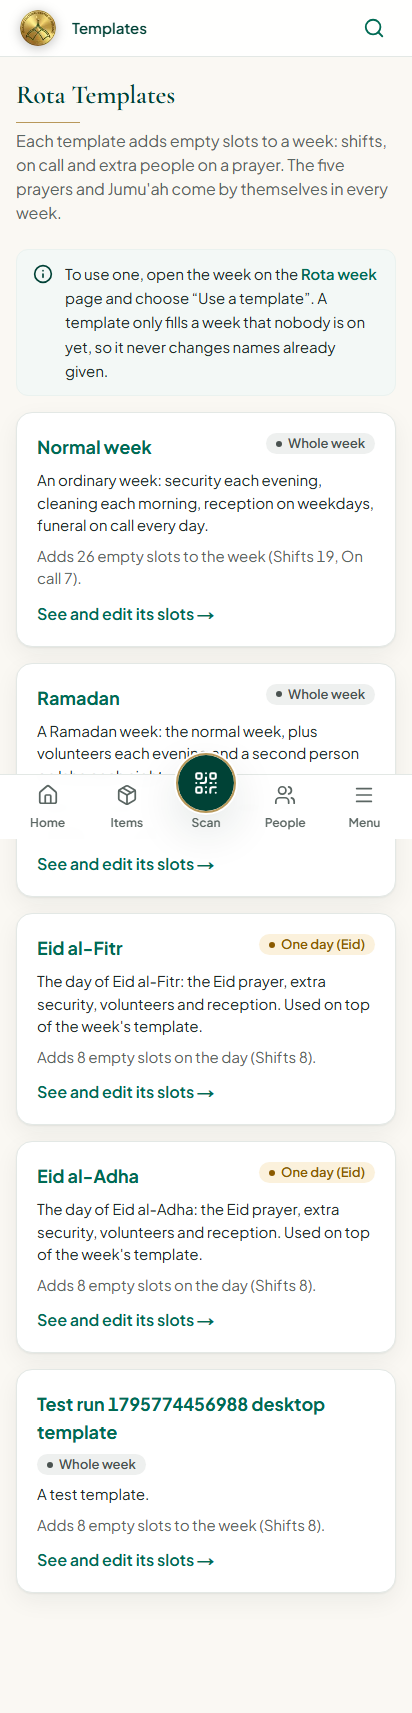 Templates
Rota Templates
Each template adds empty slots to a week: shifts,
on call and extra people on a prayer. The five
prayers and Jumu'ah come by themselves in every
week.
To use one, open the week on the Rota week
page and choose “Use a template”. A
template only fills a week that nobody is on
yet, so it never changes names already
given.
Normal week
Whole week
An ordinary week: security each evening,
cleaning each morning, reception on weekdays,
funeral on call every day.
Adds 26 empty slots to the week (Shifts 19, On
call 7).
See and edit its slots →
Ramadan
Whole week
A Ramadan week: the normal week, plus
volunteers each evening and a second person
Home
Items
Scan
People
Menu
See and edit its slots →
Eid al-Fitr
One day (Eid)
The day of Eid al-Fitr: the Eid prayer, extra
security, volunteers and reception. Used on top
of the week's template.
Adds 8 empty slots on the day (Shifts 8).
See and edit its slots →
Eid al-Adha
One day (Eid)
The day of Eid al-Adha: the Eid prayer, extra
security, volunteers and reception. Used on top
of the week's template.
Adds 8 empty slots on the day (Shifts 8).
See and edit its slots →
Test run 1795774456988 desktop
template
Whole week
A test template.
Adds 8 empty slots to the week (Shifts 8).
See and edit its slots →